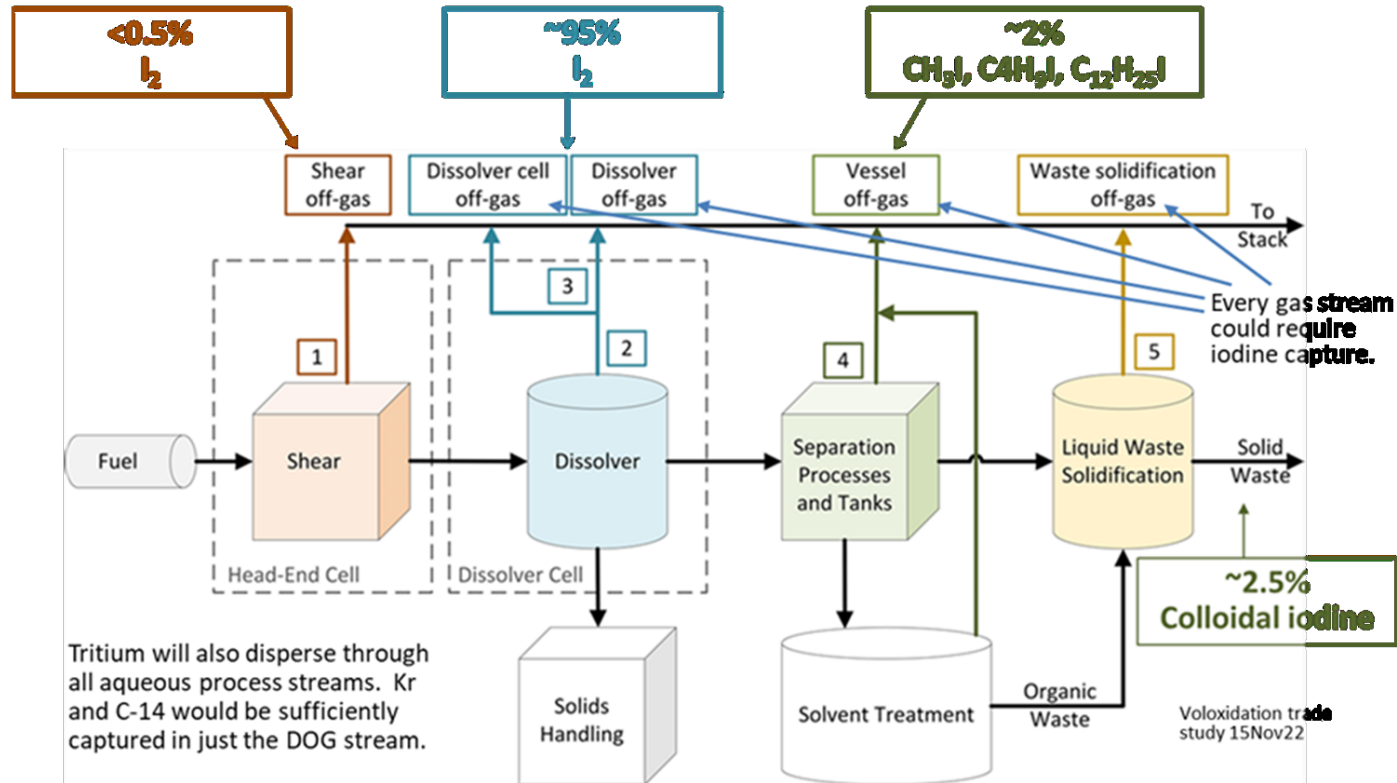 <0.5%
I₂
~95%
I₂
~2%
CH₃I, C4H₉I, C₁₂H₂₅I
Shear
off-gas
Dissolver cell
off-gas
Dissolver
off-gas
Vessel
off-gas
Waste solidification
off-gas
To
Stack
1
2
3
4
5
Every gas stream
could require
iodine capture.
Fuel
Shear
Dissolver
Separation
Processes
and Tanks
Liquid Waste
Solidification
Solid
Waste
Head-End Cell
Dissolver Cell
~2.5%
Colloidal iodine
Tritium will also disperse through
all aqueous process streams. Kr
and C-14 would be sufficiently
captured in just the DOG stream.
Solids
Handling
Solvent Treatment
Organic
Waste
Voloxidation trade
study 15Nov22